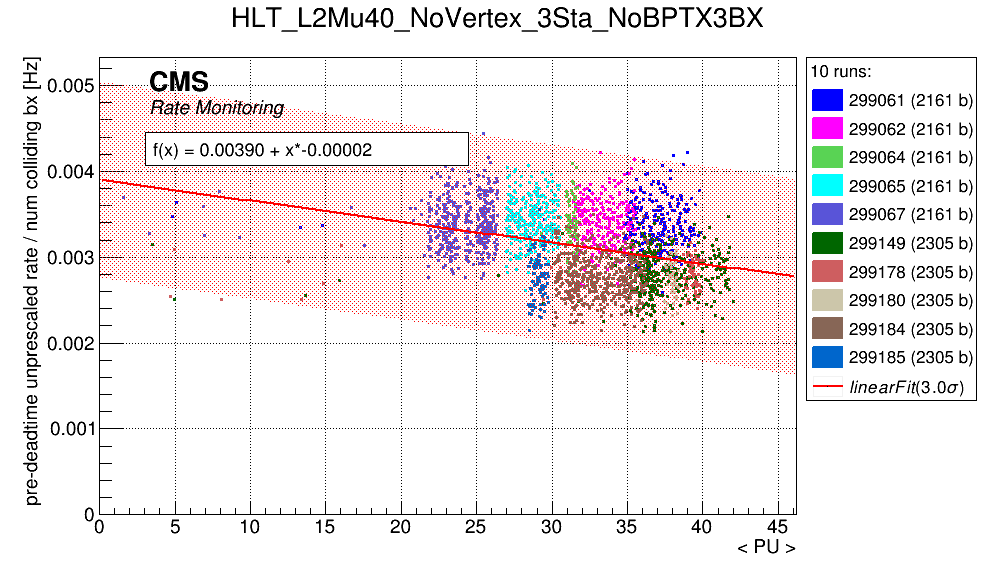 HLT_L2Mu40_NoVertex_3Sta_NoBPTX3BX
pre-deadtime unprescaled rate / num colliding bx [Hz]
CMS
Rate Monitoring
f(x) = 0.00390 + x*-0.00002
0.005
0.004
0.003
0.002
0.001
0
0 5 10 15 20 25 30 35 40 45
< PU >
10 runs:
299061 (2161 b)
299062 (2161 b)
299064 (2161 b)
299065 (2161 b)
299067 (2161 b)
299149 (2305 b)
299178 (2305 b)
299180 (2305 b)
299184 (2305 b)
299185 (2305 b)
linearFit(3.0σ)